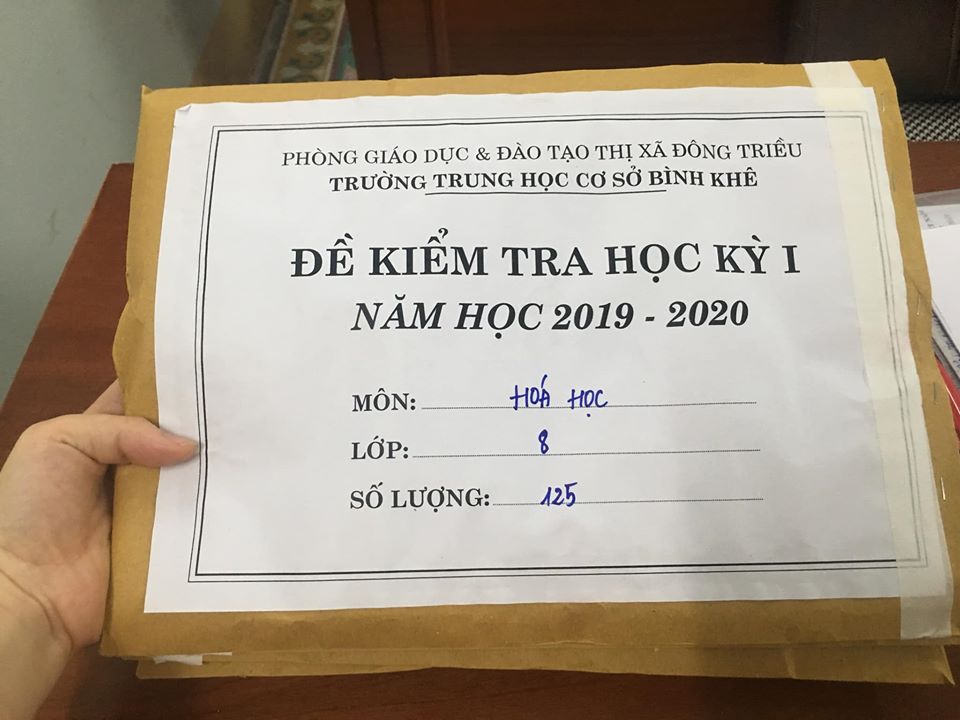 PHÒNG GIÁO DỤC & ĐÀO TẠO THỊ XÃ ĐÔNG TRIỀU
TRƯỜNG TRUNG HỌC CƠ SỞ BÌNH KHÊ
ĐỀ KIỂM TRA HỌC KỲ I
NĂM HỌC 2019 - 2020
MÔN: HOÁ HỌC
LỚP: 8
SỐ LƯỢNG: 125